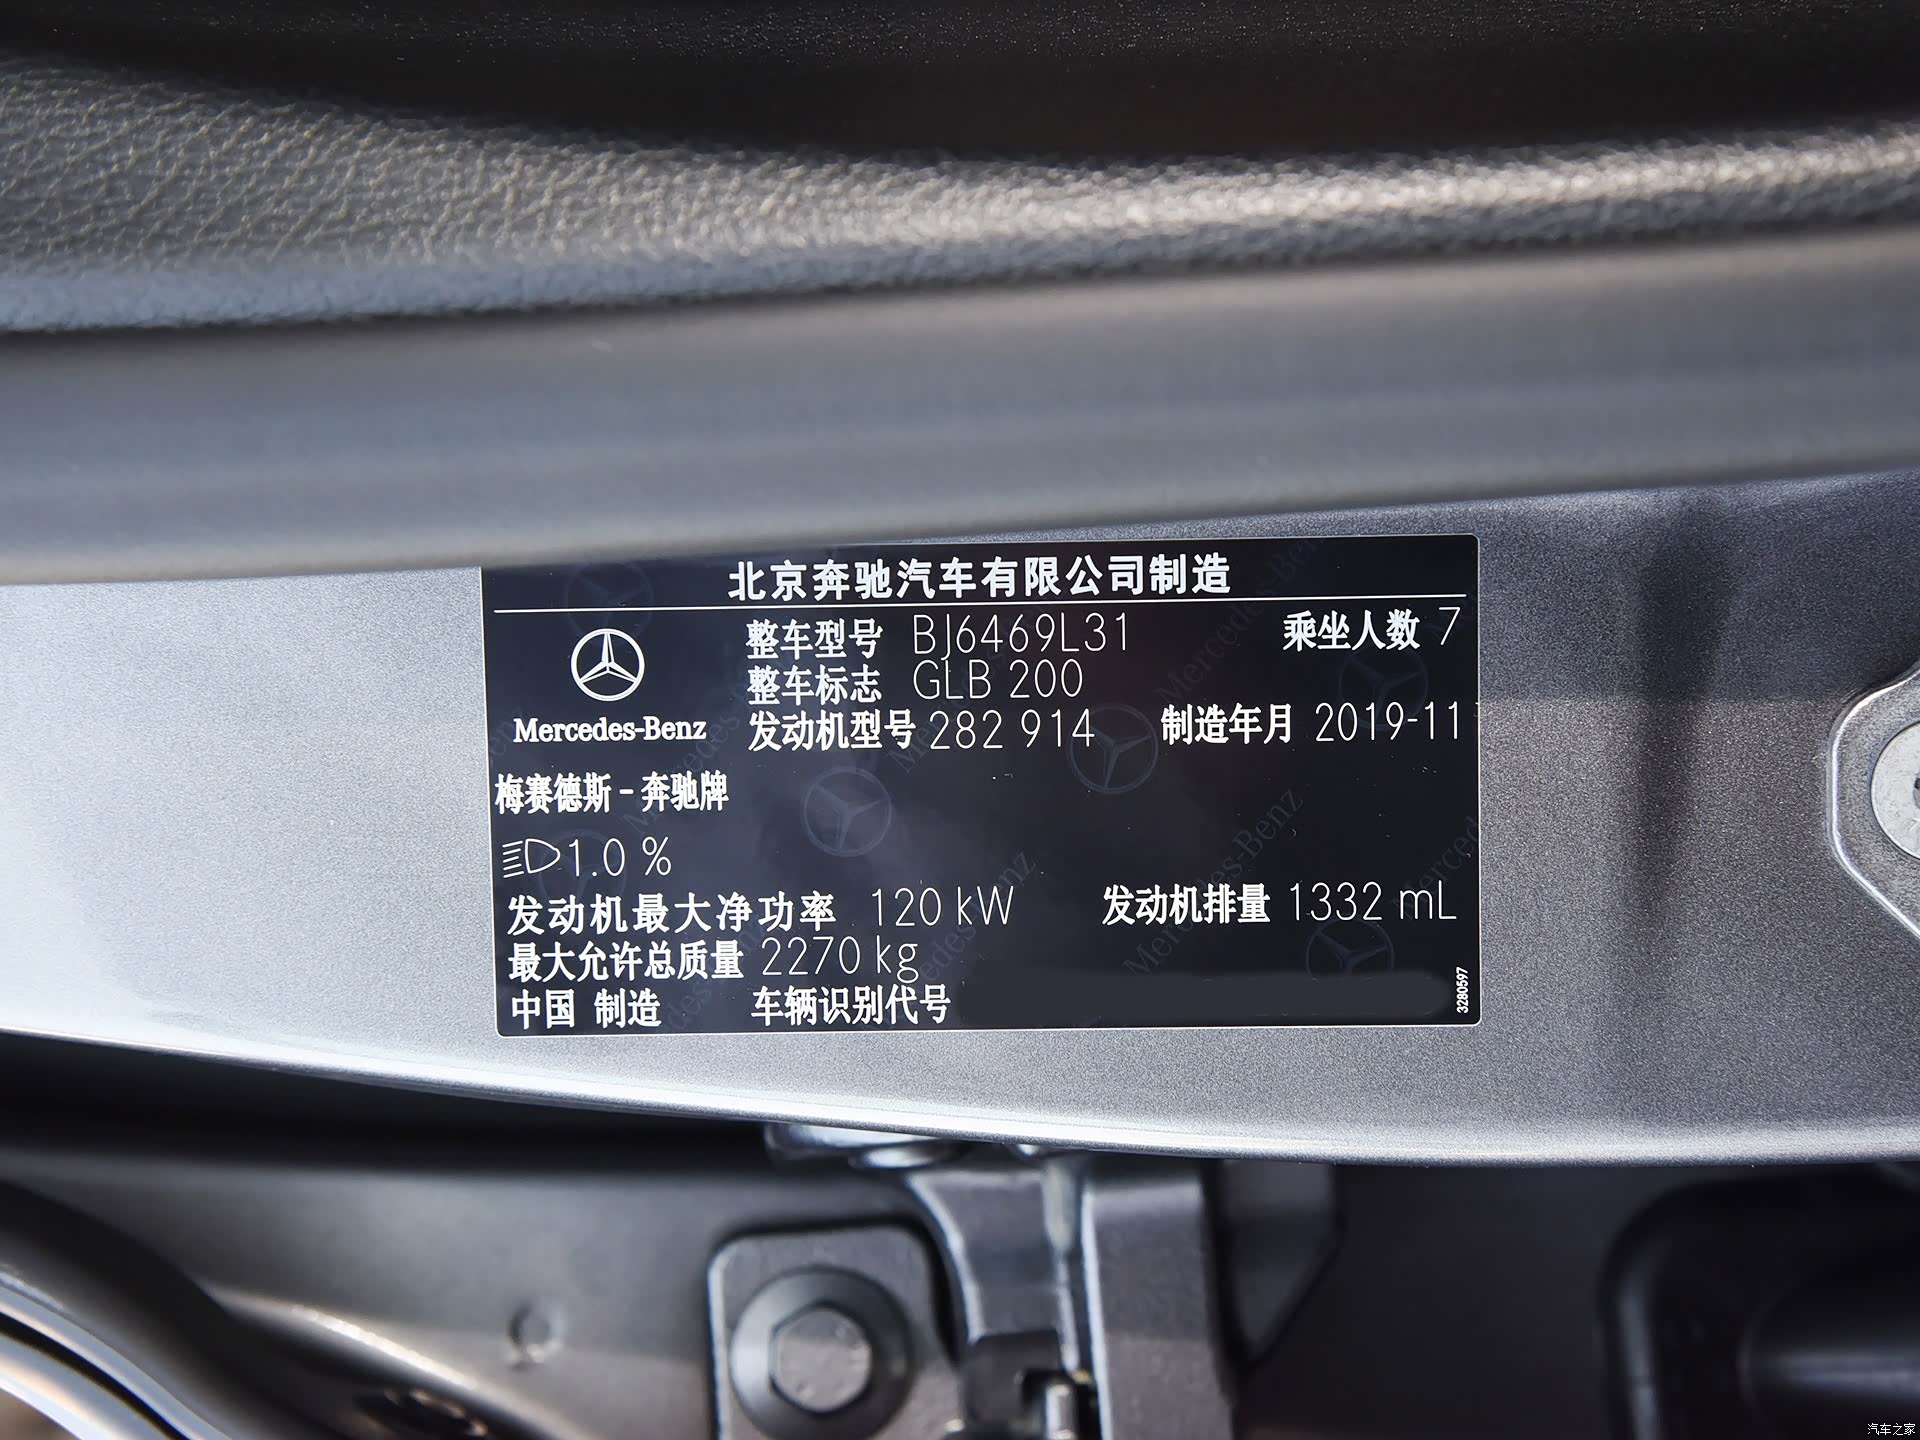 北京奔驰汽车有限公司制造
整车型号 BJ6469L31 乘坐人数 7
整车标志 GLB 200
Mercedes-Benz 发动机型号 282 914 制造年月 2019-11
梅赛德斯-奔驰牌
1.0 %
发动机最大净功率 120 kW 发动机排量 1332 mL
最大允许总质量 2270 kg
中国 制造 车辆识别代号
3280597
汽车之家